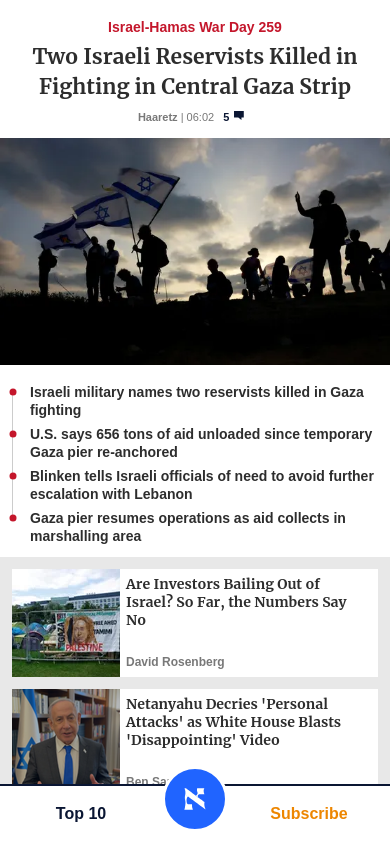 Israel-Hamas War Day 259
Two Israeli Reservists Killed in
Fighting in Central Gaza Strip
Haaretz | 06:02 5
Israeli military names two reservists killed in Gaza
fighting
U.S. says 656 tons of aid unloaded since temporary
Gaza pier re-anchored
Blinken tells Israeli officials of need to avoid further
escalation with Lebanon
Gaza pier resumes operations as aid collects in
marshalling area
Are Investors Bailing Out of
Israel? So Far, the Numbers Say
No
David Rosenberg
GAZA
TAMIMI
PALESTINE
Netanyahu Decries 'Personal
Attacks' as White House Blasts
'Disappointing' Video
Ben
Top 10
Subscribe